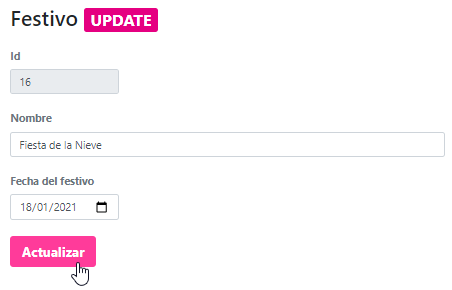 Festivo UPDATE
Id
16
Nombre
Fiesta de la Nieve
Fecha del festivo
18/01/2021
Actualizar